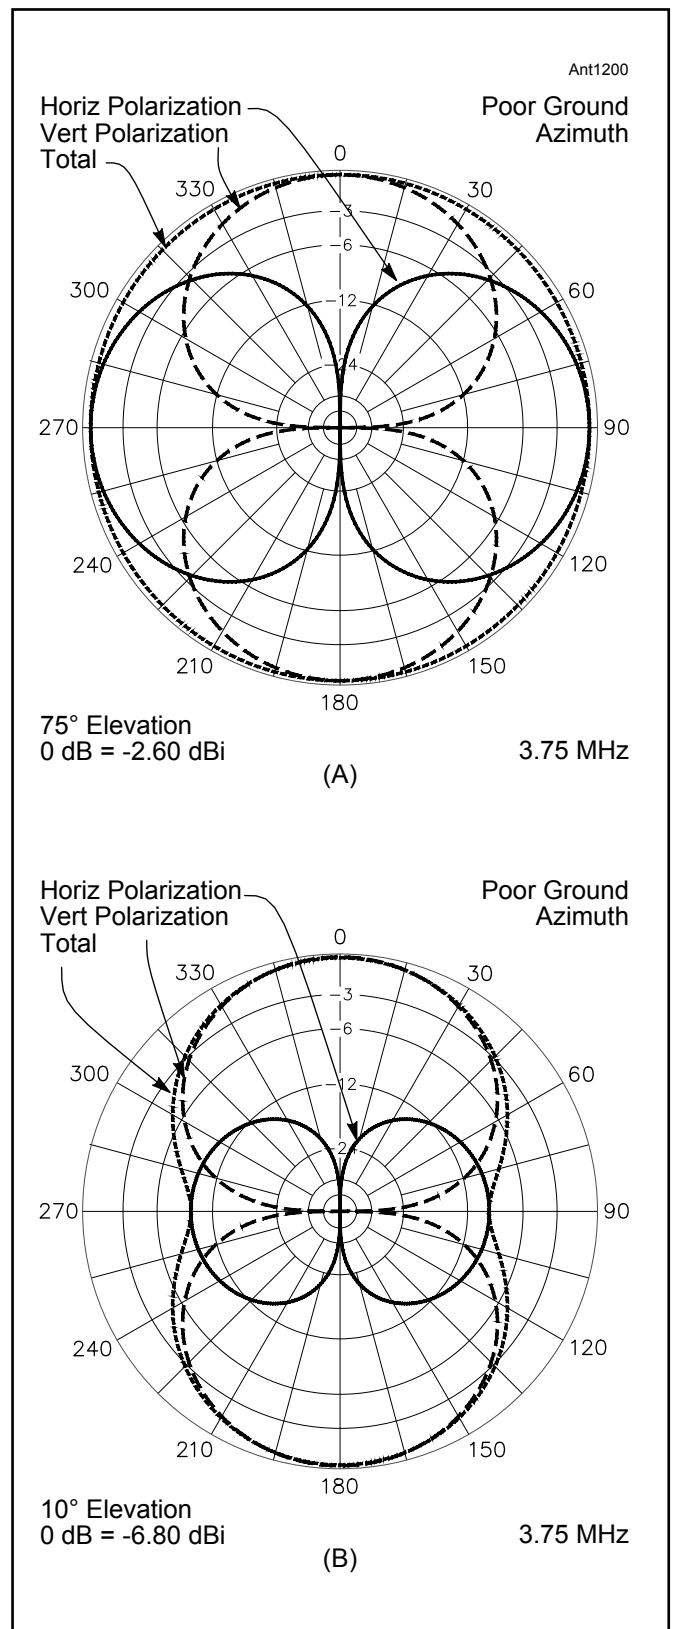 Ant1200
Horiz Polarization
Vert Polarization
Total
Poor Ground
Azimuth
0
330
30
-3
-6
300
60
-12
-24
270
90
240
120
210
150
180
75° Elevation
0 dB = -2.60 dBi
3.75 MHz
(A)
Horiz Polarization
Vert Polarization
Total
Poor Ground
Azimuth
0
330
30
-3
-6
300
60
-12
-24
270
90
240
120
210
150
180
10° Elevation
0 dB = -6.80 dBi
3.75 MHz
(B)